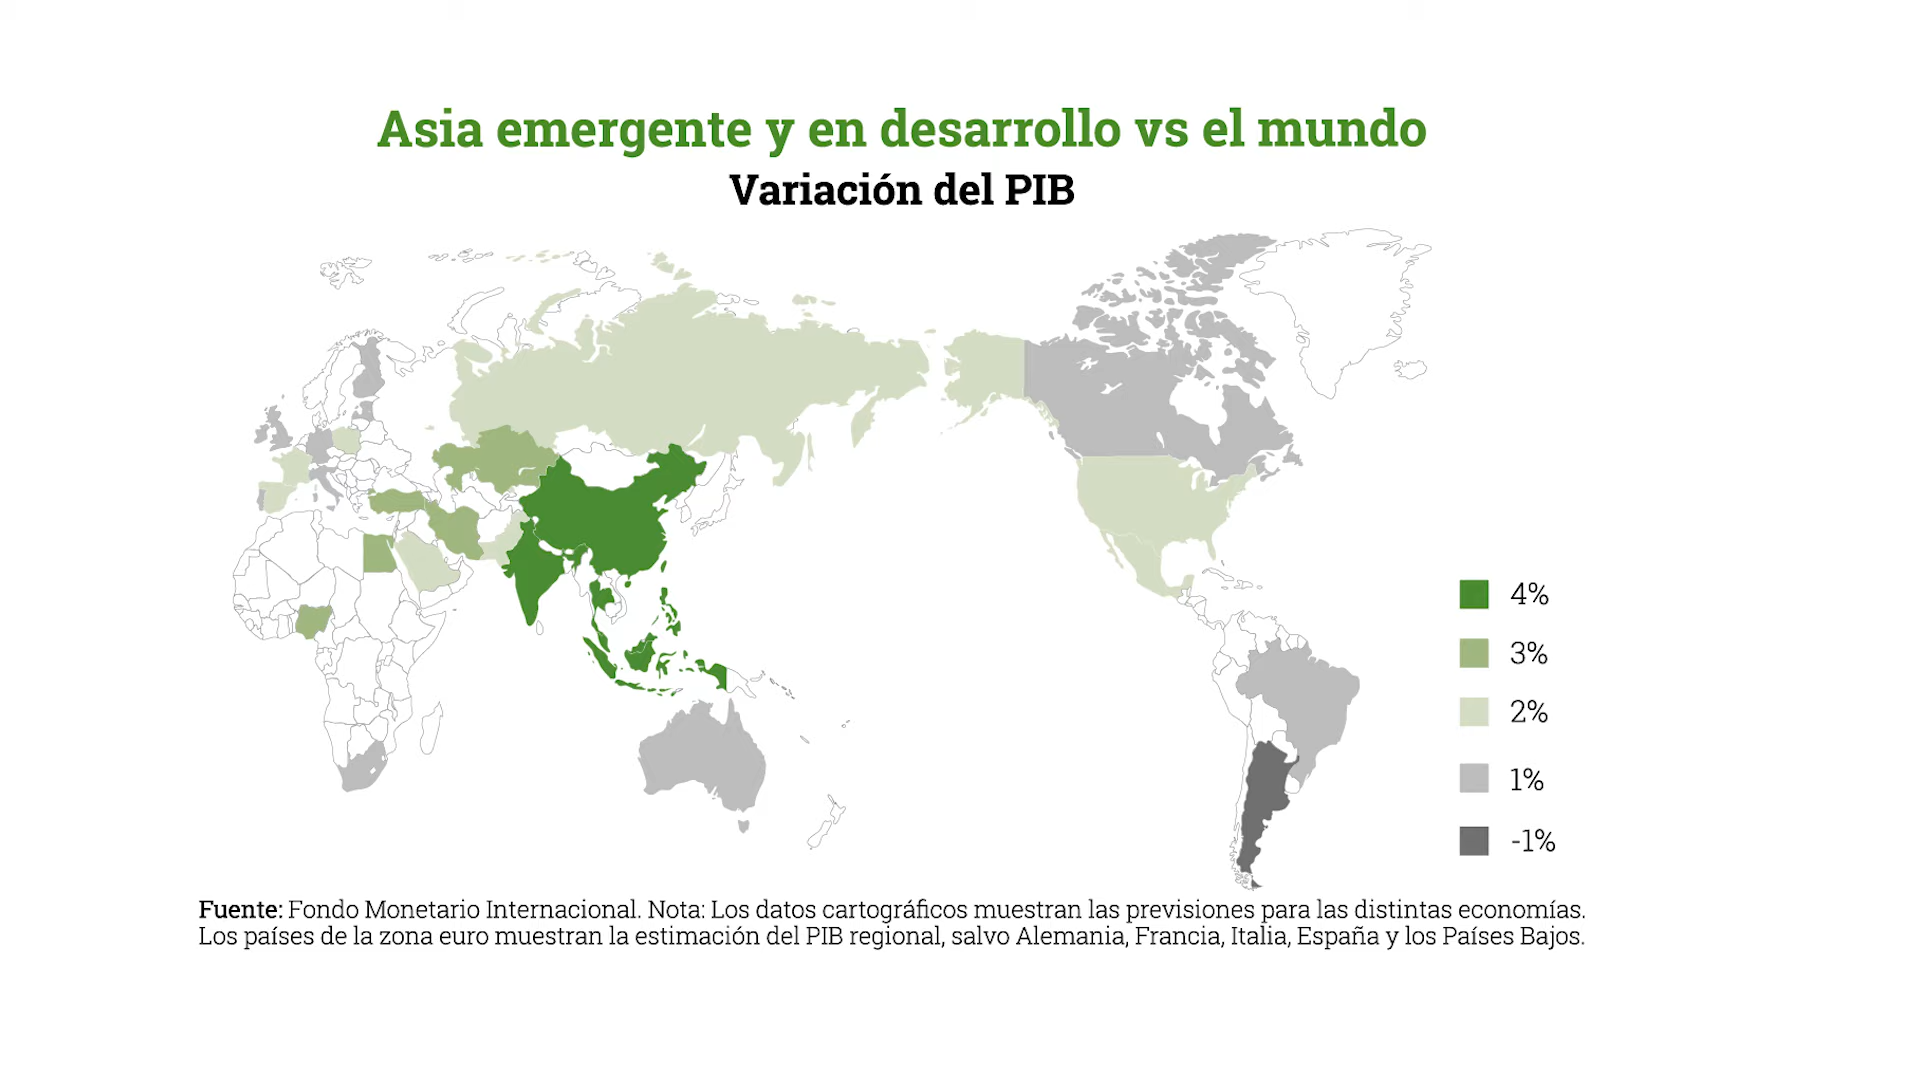 Asia emergente y en desarrollo vs el mundo
Variación del PIB
4%
3%
2%
1%
-1%
Fuente: Fondo Monetario Internacional. Nota: Los datos cartográficos muestran las previsiones para las distintas economías.
Los países de la zona euro muestran la estimación del PIB regional, salvo Alemania, Francia, Italia, España y los Países Bajos.